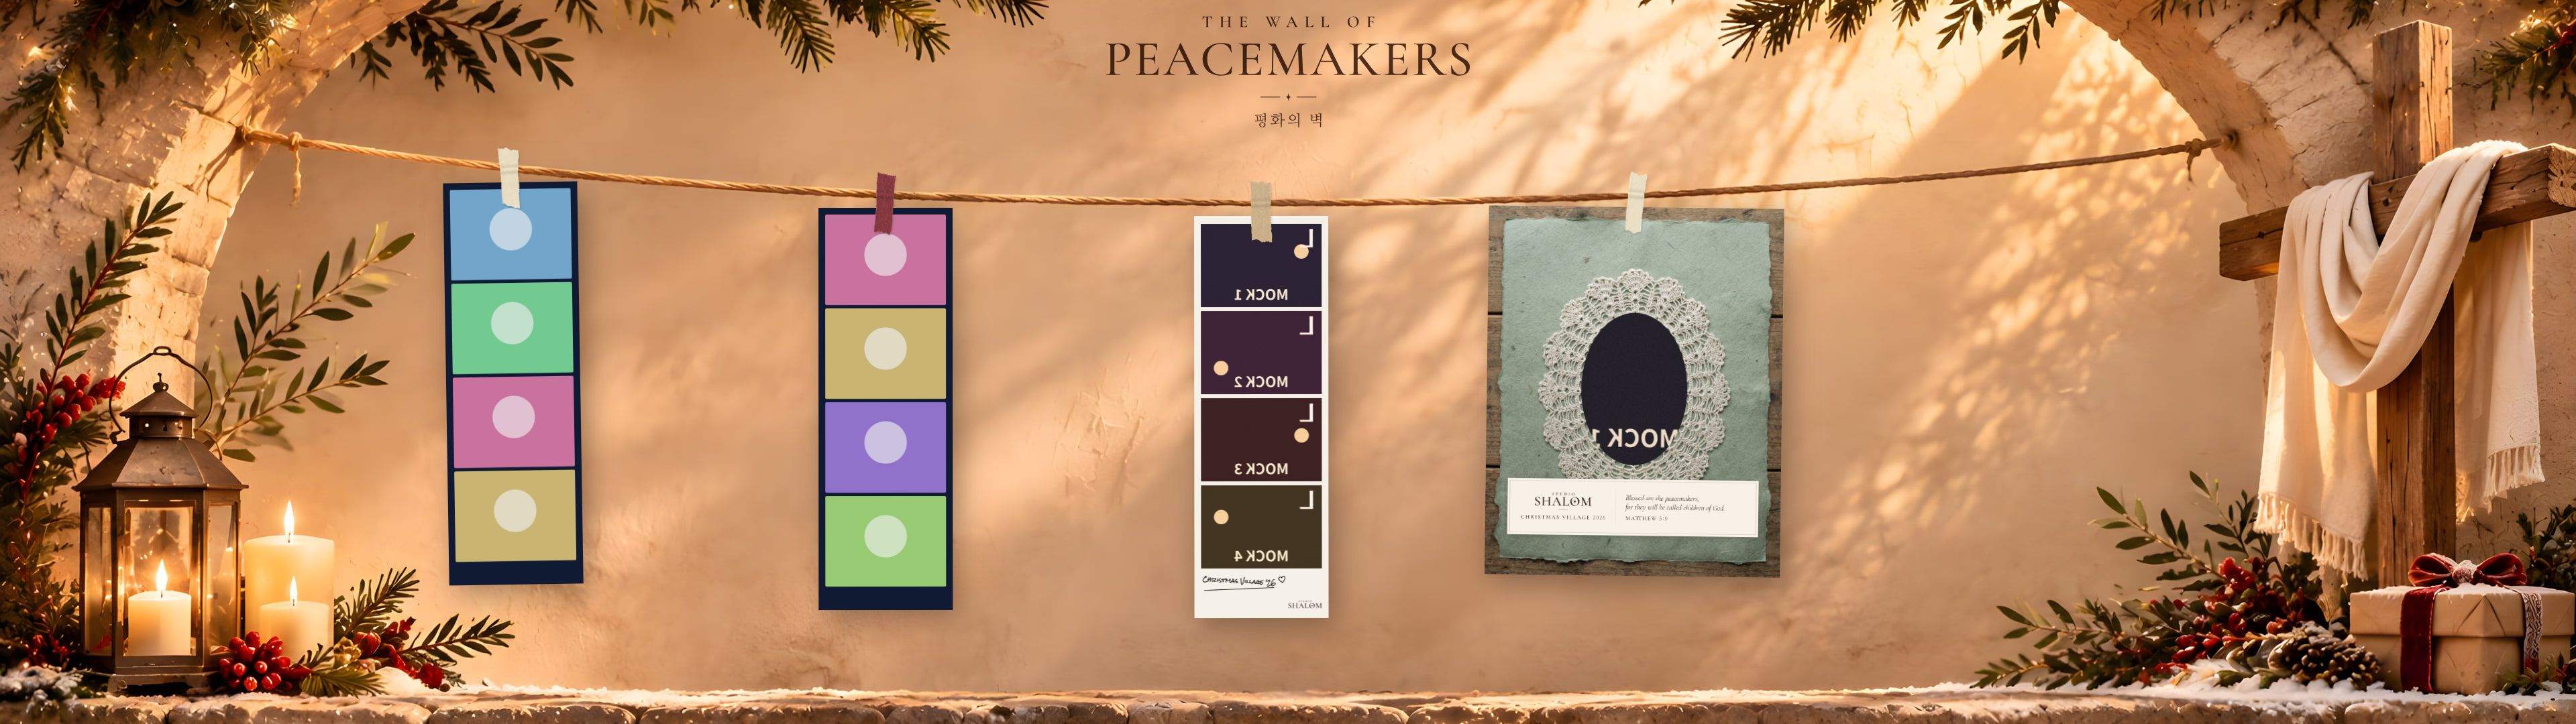 THE WALL OF
PEACEMAKERS
평화의 벽
MOCK 1
MOCK 2
MOCK 3
MOCK 4
Christmas Village '26 ♡
STUDIO
SHALOM
MOCK 1
STUDIO
SHALOM
CHRISTMAS VILLAGE 2026
Blessed are the peacemakers,
for they will be called children of God.
MATTHEW 5:9